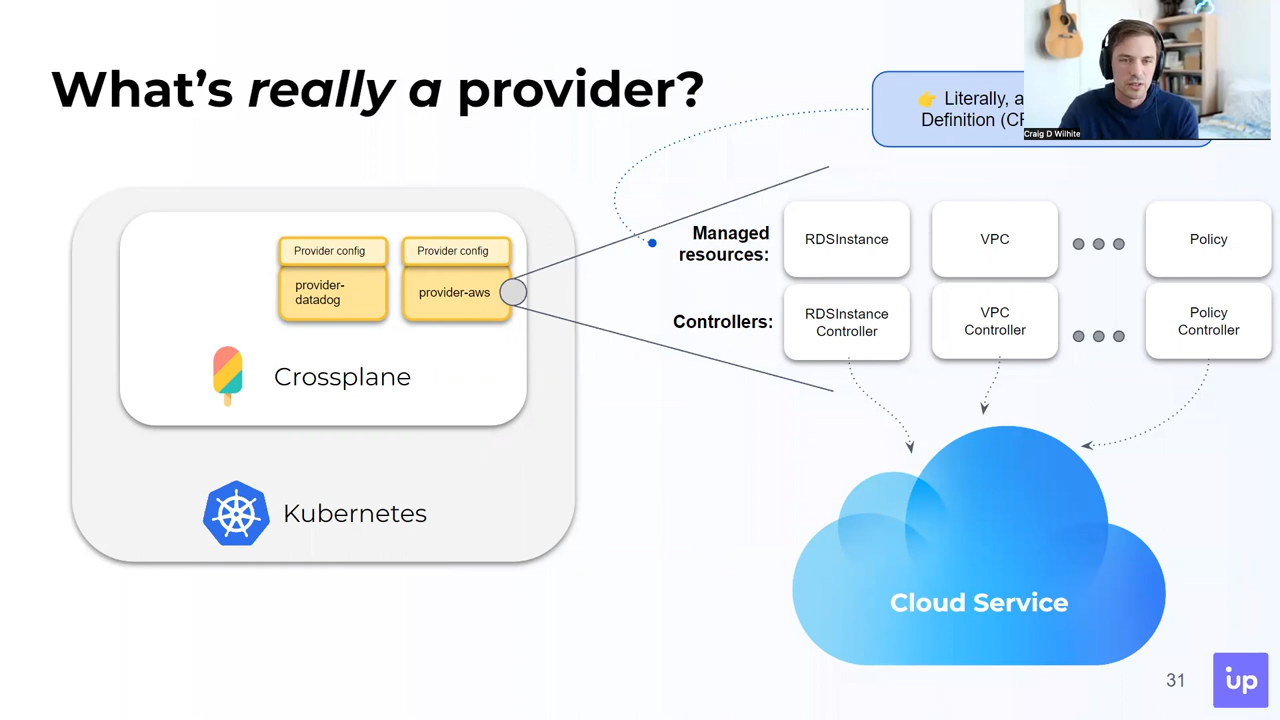 What's really a provider?
👉 Literally, a
Definition (CR
Craig D Wilhite
Provider config
Provider config
provider-
datadog
provider-aws
Crossplane
Kubernetes
Managed
resources:
RDSInstance
VPC
Policy
Controllers:
RDSInstance
Controller
VPC
Controller
Policy
Controller
Cloud Service
31
up